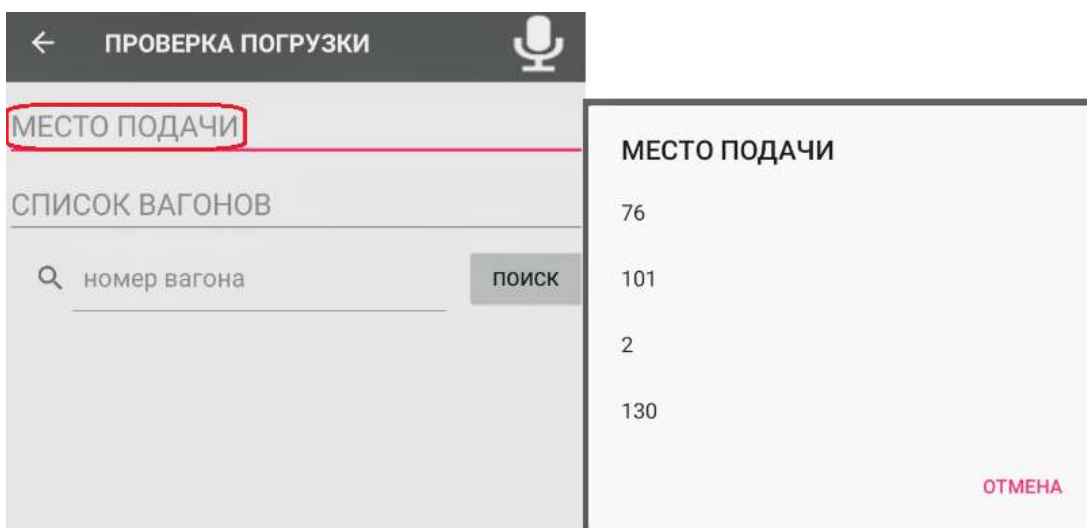 ПРОВЕРКА ПОГРУЗКИ
МЕСТО ПОДАЧИ
СПИСОК ВАГОНОВ
номер вагона
ПОИСК
МЕСТО ПОДАЧИ
76
101
2
130
ОТМЕНА